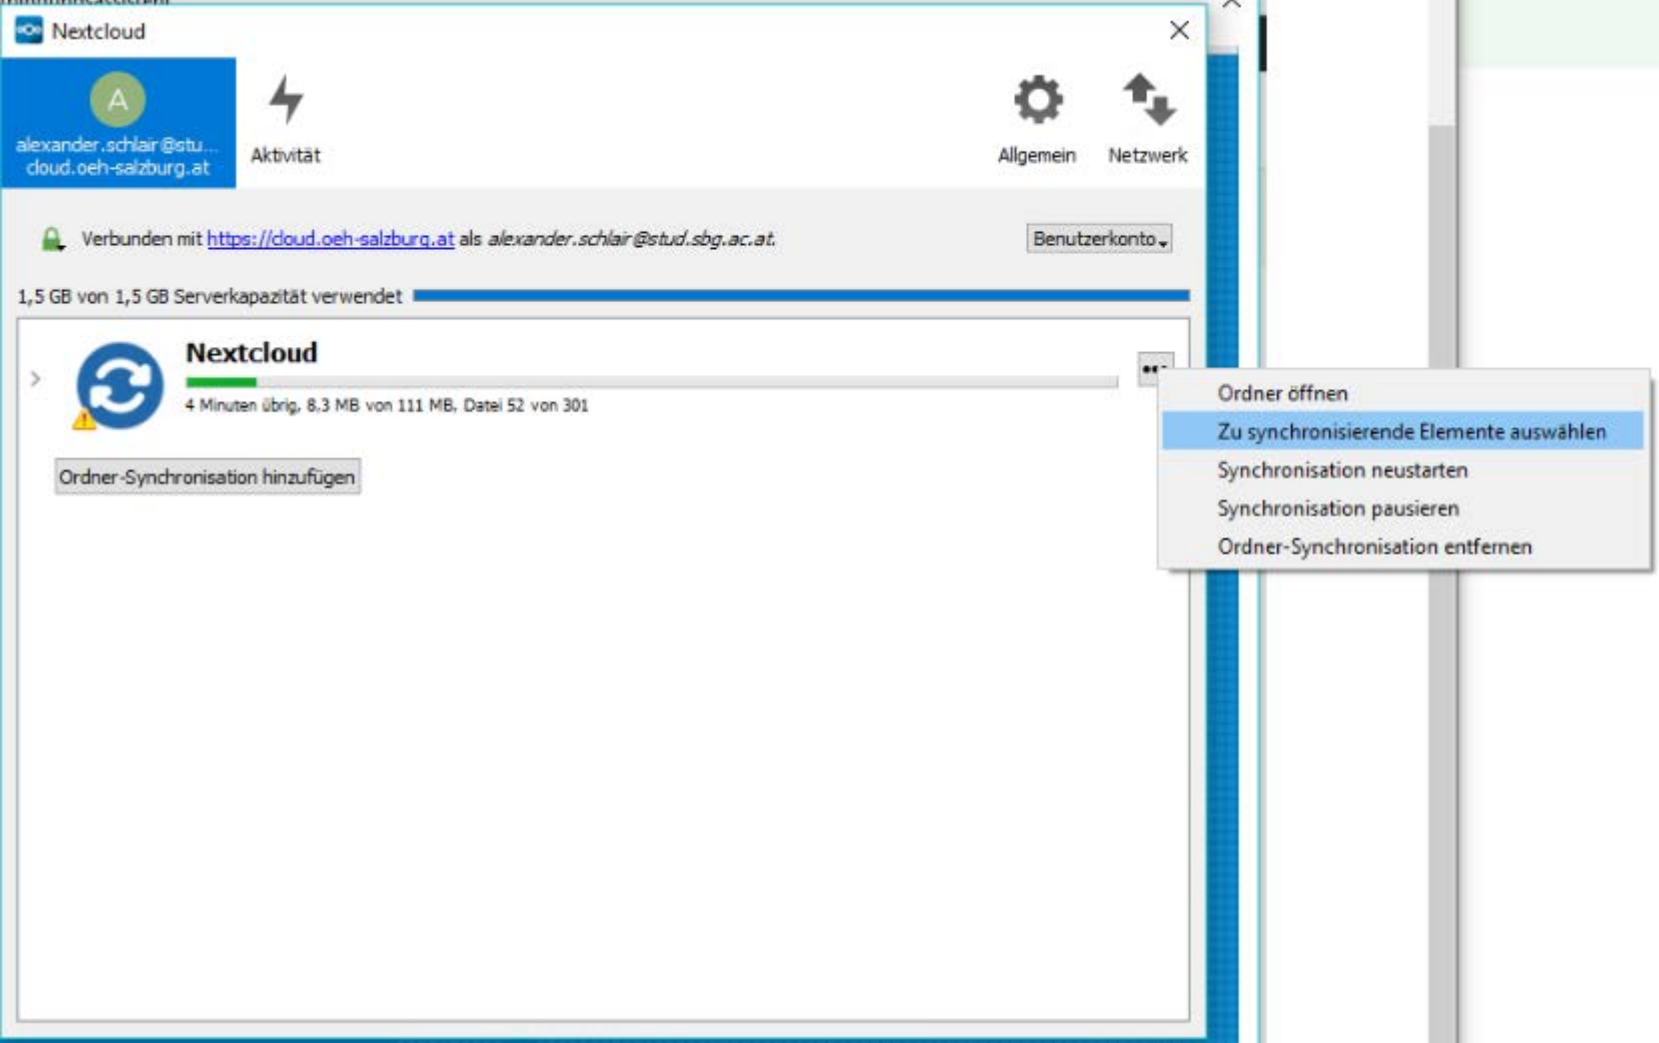 Nextcloud
A
alexander.schlair@stu...
cloud.oeh-salzburg.at
Aktivität
Allgemein
Netzwerk
Verbunden mit https://cloud.oeh-salzburg.at als alexander.schlair@stud.sbg.ac.at.
Benutzerkonto
1,5 GB von 1,5 GB Serverkapazität verwendet
Nextcloud
4 Minuten übrig, 8,3 MB von 111 MB, Datei 52 von 301
Ordner-Synchronisation hinzufügen
Ordner öffnen
Zu synchronisierende Elemente auswählen
Synchronisation neustarten
Synchronisation pausieren
Ordner-Synchronisation entfernen